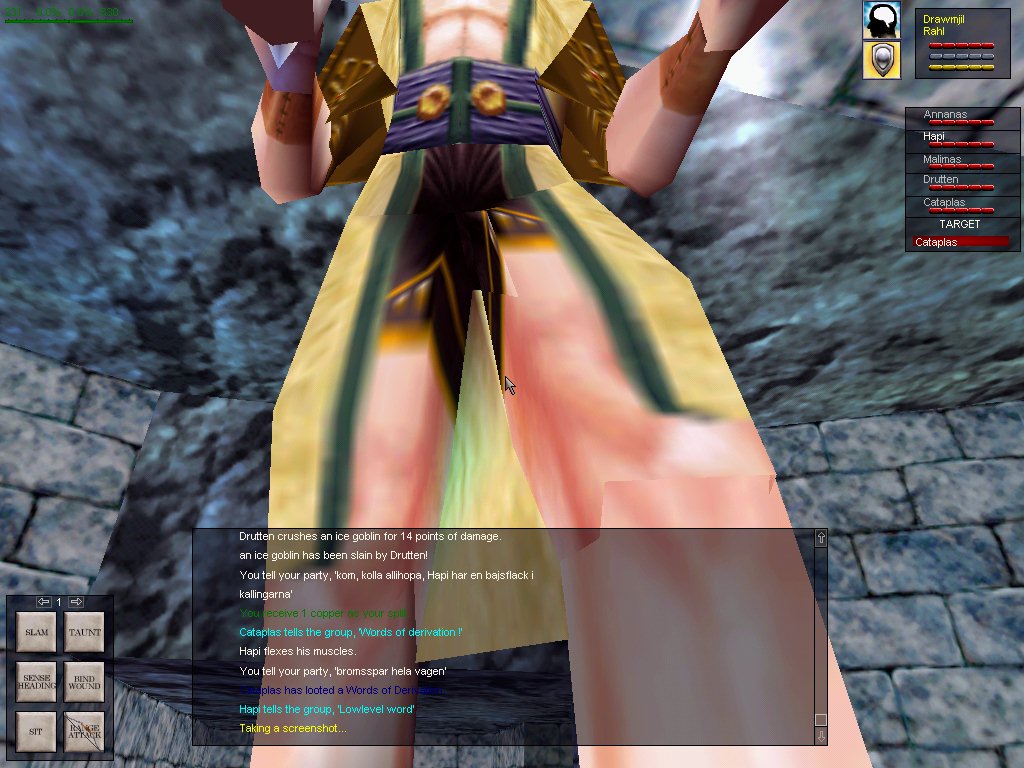 Drawmjil
Rahl
Annanas
Hapi
Malimas
Drutten
Cataplas
TARGET
Cataplas
Drutten crushes an ice goblin for 14 points of damage.
an ice goblin has been slain by Drutten!
You tell your party, 'kom, kolla allihopa, Hapi har en bajsflack i
kallingarna'
You receive 1 copper as your split.
Cataplas tells the group, 'Words of derivation !'
Hapi flexes his muscles.
You tell your party, 'bromsspar hela vagen'
Cataplas has looted a Words of Derivation.
Hapi tells the group, 'Lowlevel word'
Taking a screenshot...
1
SLAM
TAUNT
SENSE
HEADING
BIND
WOUND
SIT
RANGE
ATTACK